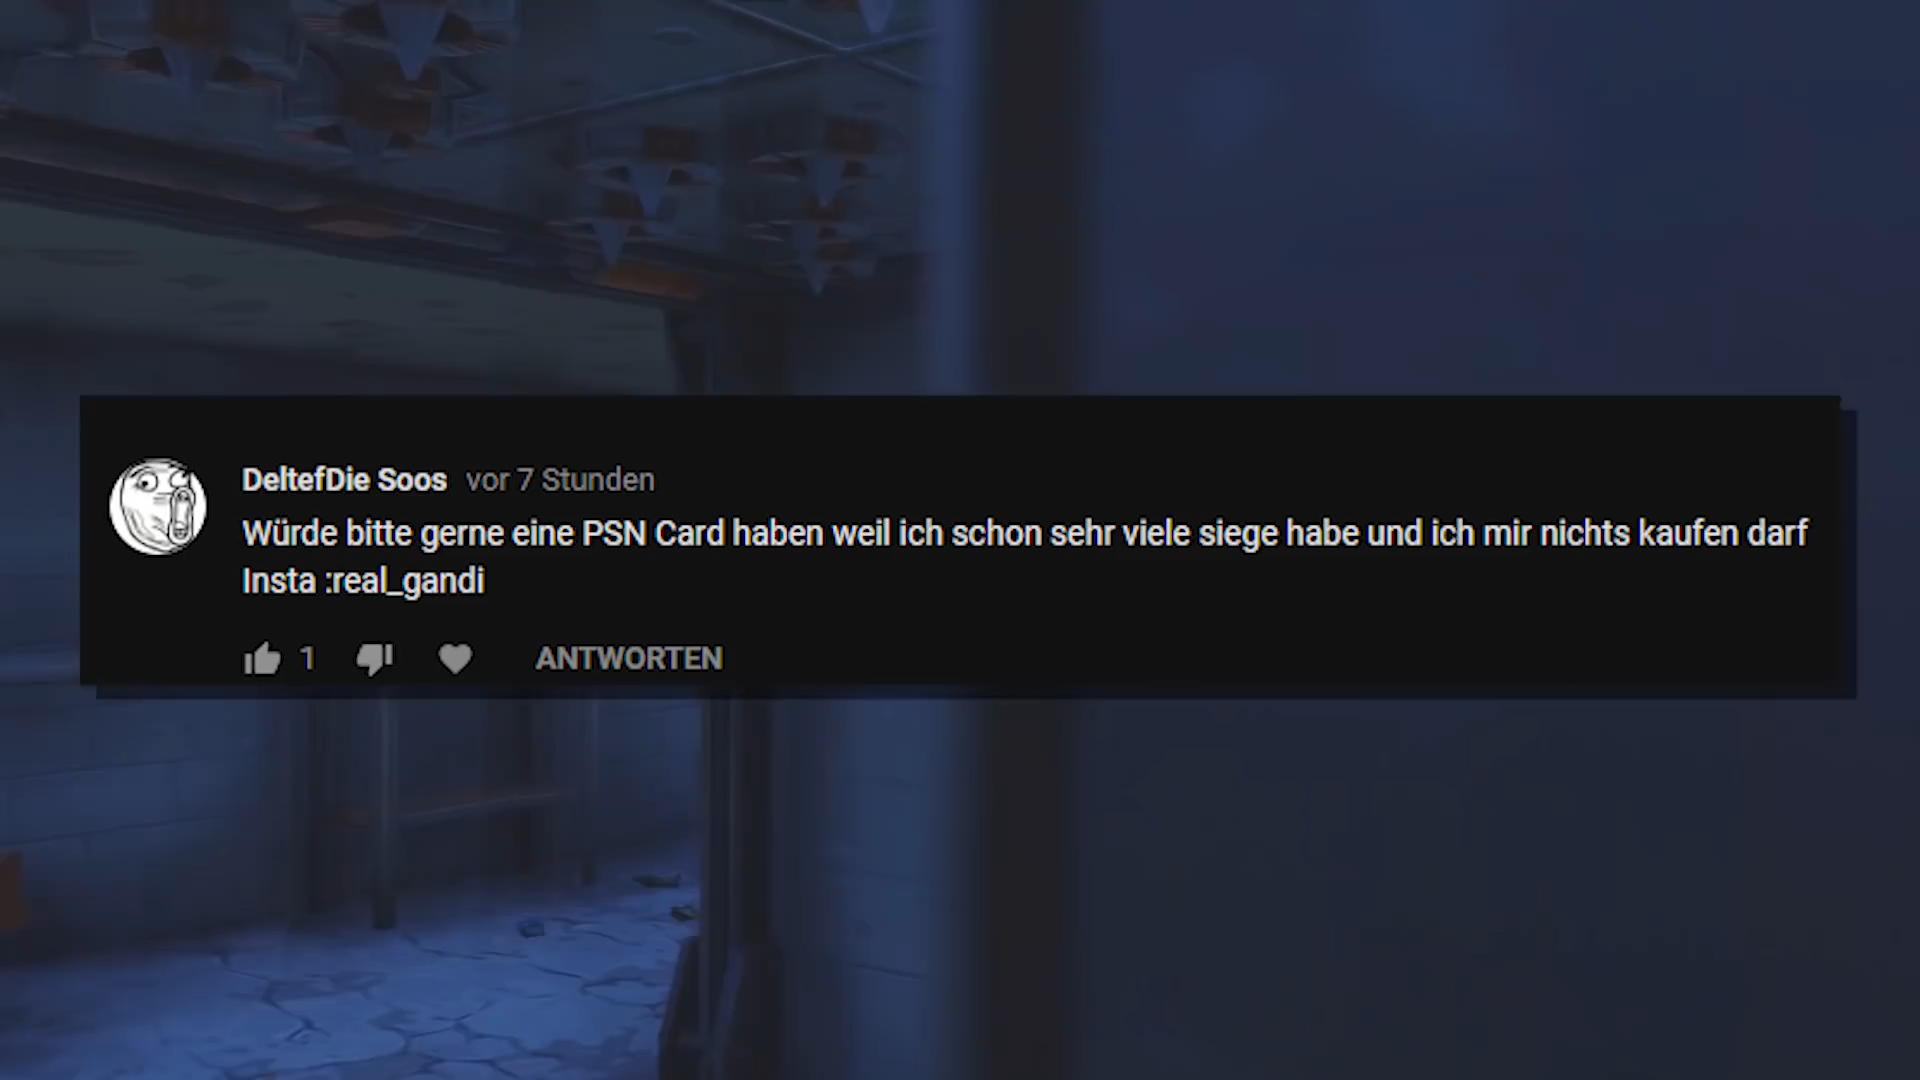 DeltefDie Soos vor 7 Stunden
Würde bitte gerne eine PSN Card haben weil ich schon sehr viele siege habe und ich mir nichts kaufen darf
Insta :real_gandi
1 ANTWORTEN